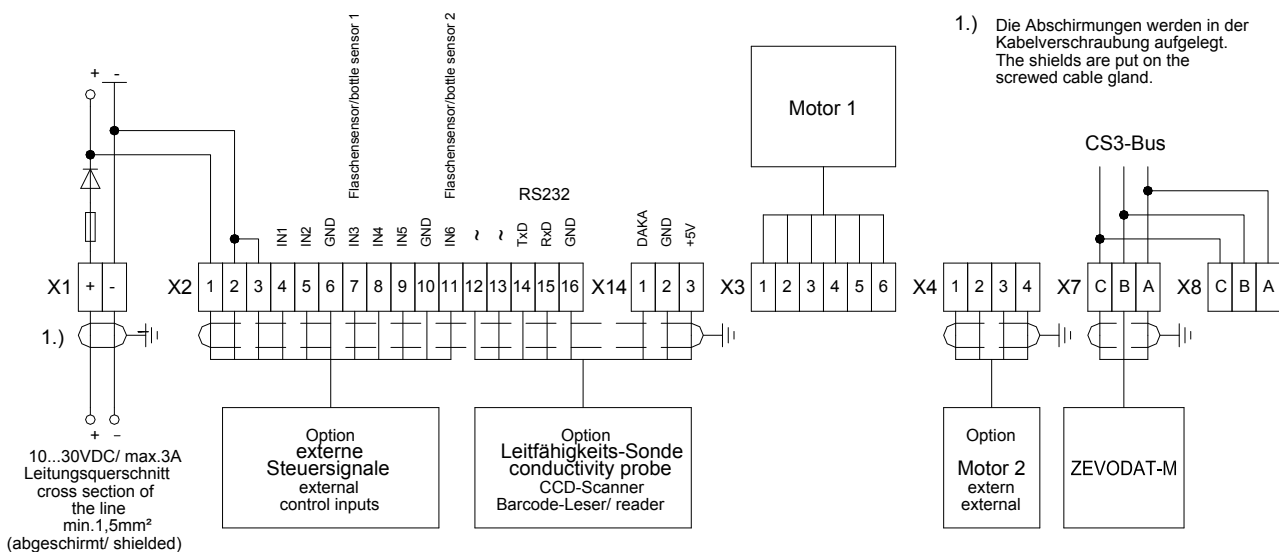 1.) Die Abschirmungen werden in der
Kabelverschraubung aufgelegt.
The shields are put on the
screwed cable gland.
+ -
Flaschensensor/bottle sensor 1
Flaschensensor/bottle sensor 2
Motor 1
CS3-Bus
RS232
IN1 IN2 GND IN3 IN4 IN5 GND IN6 ~ ~ TxD RxD GND
DAKA GND +5V
X1 + -
X2 1 2 3 4 5 6 7 8 9 10 11 12 13 14 15 16
X14 1 2 3
X3 1 2 3 4 5 6
X4 1 2 3 4
X7 C B A
X8 C B A
1.)
+ –
10...30VDC/ max.3A
Leitungsquerschnitt
cross section of
the line
min.1,5mm²
(abgeschirmt/ shielded)
Option
externe
Steuersignale
external
control inputs
Option
Leitfähigkeits-Sonde
conductivity probe
CCD-Scanner
Barcode-Leser/ reader
Option
Motor 2
extern
external
ZEVODAT-M